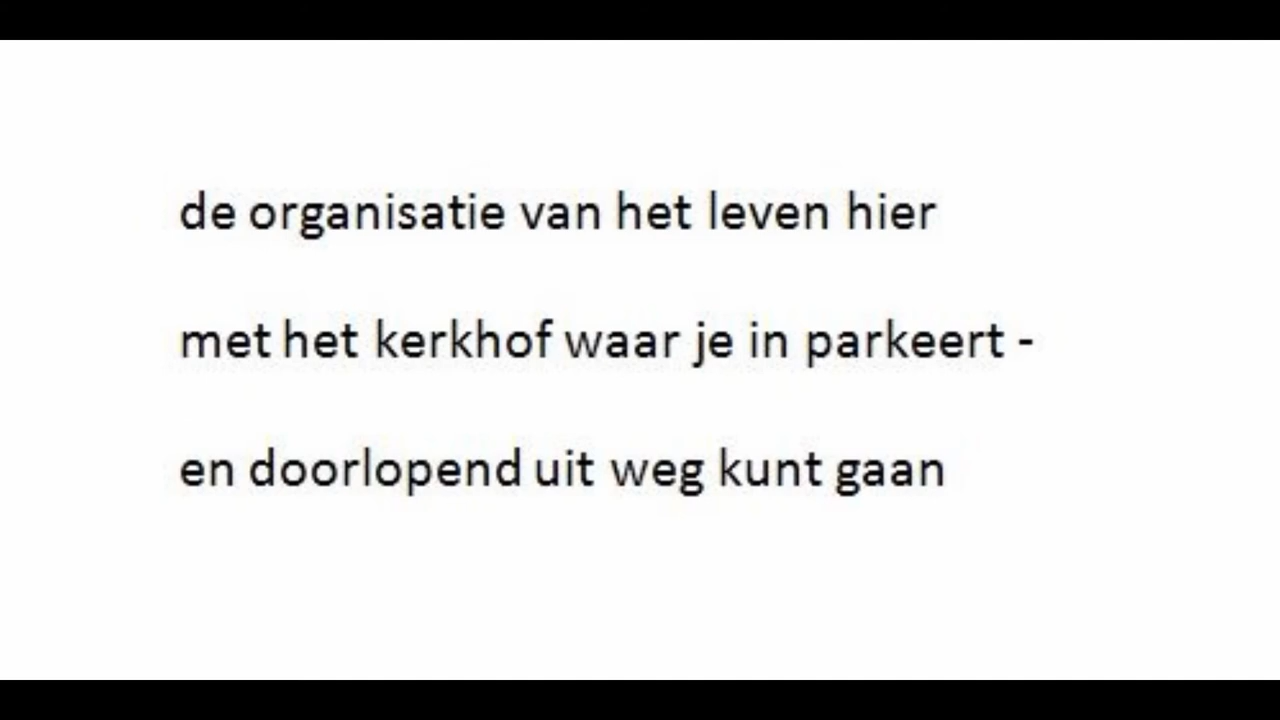 de organisatie van het leven hier
met het kerkhof waar je in parkeert -
en doorlopend uit weg kunt gaan